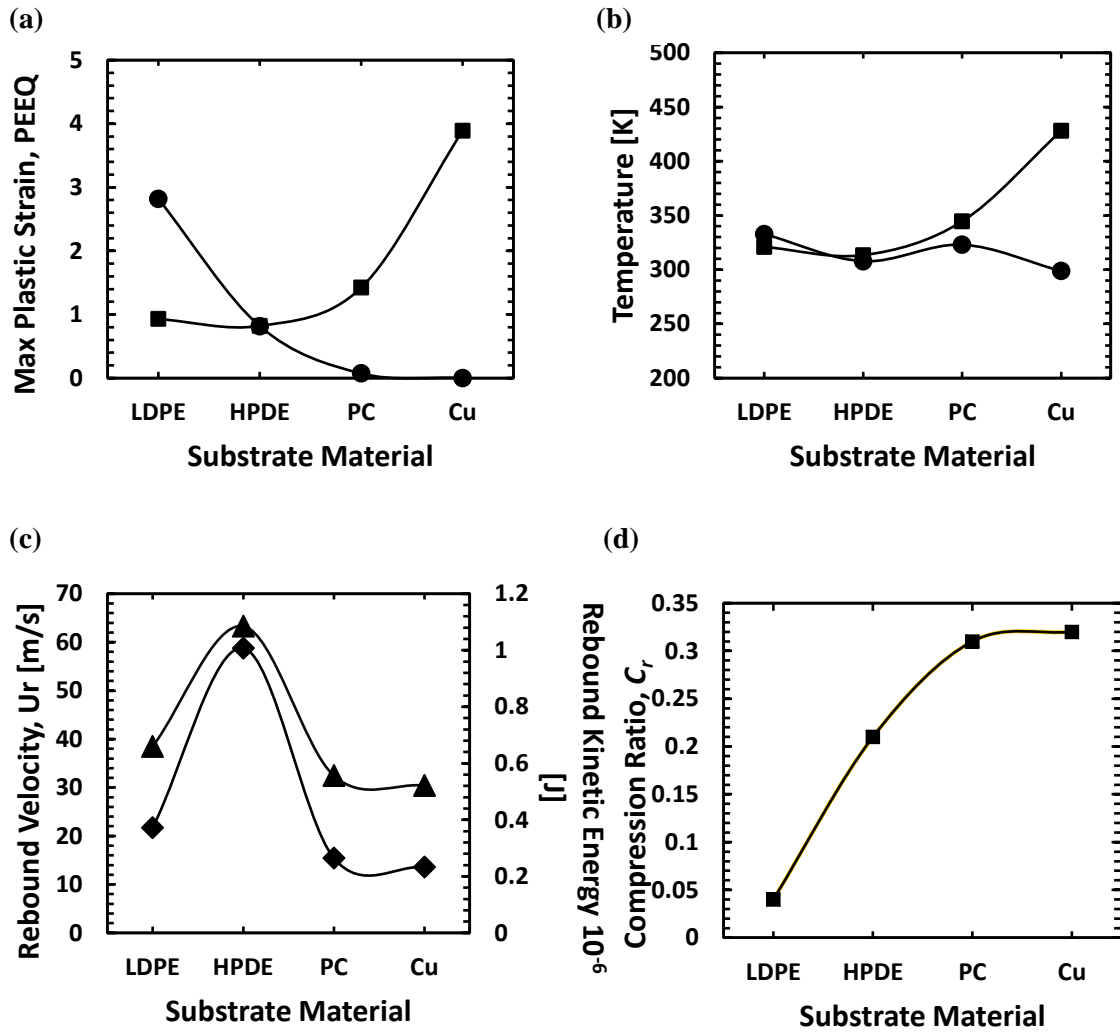 (a)
Max Plastic Strain, PEEQ
5
4
3
2
1
0
LDPE HPDE PC Cu
Substrate Material
(b)
Temperature [K]
500
450
400
350
300
250
200
LDPE HPDE PC Cu
Substrate Material
(c)
Rebound Velocity, Ur [m/s]
70
60
50
40
30
20
10
0
1.2
1
0.8
0.6
0.4
0.2
0
Rebound Kinetic Energy 10⁻⁶
[J]
LDPE HPDE PC Cu
Substrate Material
(d)
Compression Ratio, Cᵣ
0.35
0.3
0.25
0.2
0.15
0.1
0.05
0
LDPE HPDE PC Cu
Substrate Material